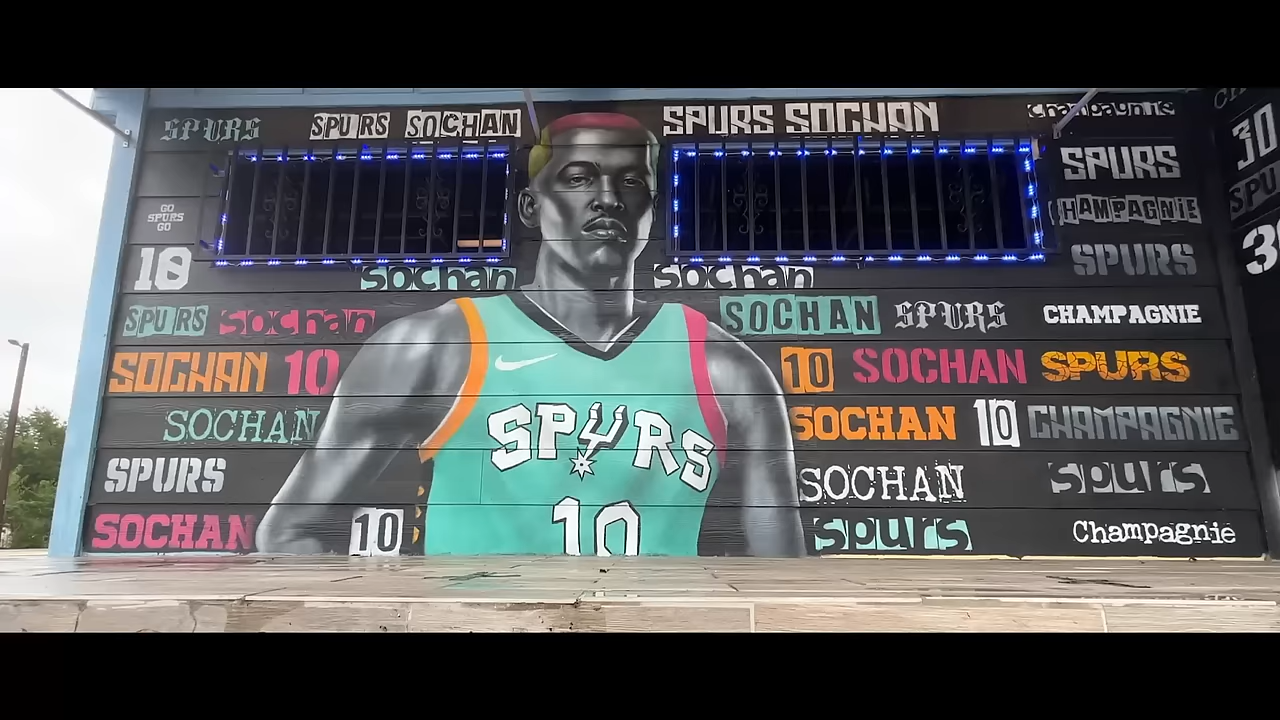 SPURS SPURS SOCHAN SPURS SOCHAN Champagnie
SPURS
30
GO
SPURS
GO
CHAMPAGNIE
SPURS
10 sochan sochan SPURS
SPURS sochan SOCHAN SPURS CHAMPAGNIE
SOCHAN 10 10 SOCHAN SPURS
SOCHAN SPURS SOCHAN 10 CHAMPAGNIE
SPURS SOCHAN spurs
SOCHAN 10 10 spurs Champagnie